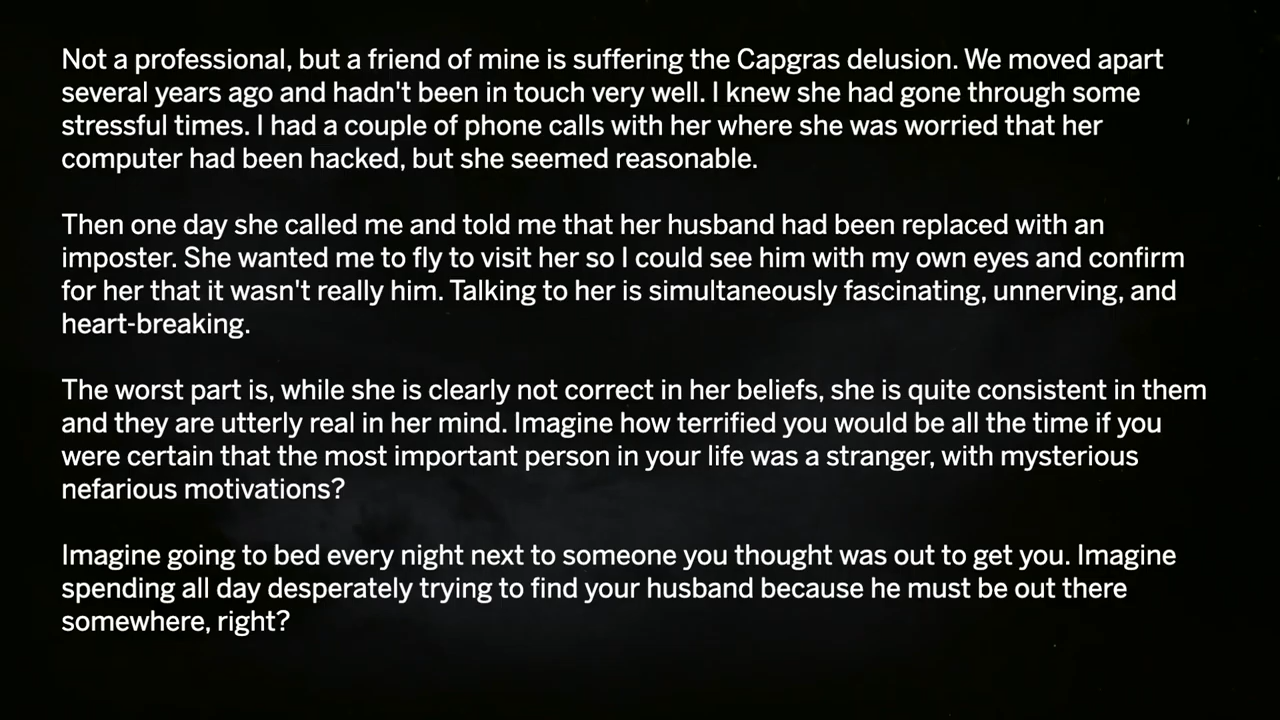 Not a professional, but a friend of mine is suffering the Capgras delusion. We moved apart
several years ago and hadn't been in touch very well. I knew she had gone through some
stressful times. I had a couple of phone calls with her where she was worried that her
computer had been hacked, but she seemed reasonable.
Then one day she called me and told me that her husband had been replaced with an
imposter. She wanted me to fly to visit her so I could see him with my own eyes and confirm
for her that it wasn't really him. Talking to her is simultaneously fascinating, unnerving, and
heart-breaking.
The worst part is, while she is clearly not correct in her beliefs, she is quite consistent in them
and they are utterly real in her mind. Imagine how terrified you would be all the time if you
were certain that the most important person in your life was a stranger, with mysterious
nefarious motivations?
Imagine going to bed every night next to someone you thought was out to get you. Imagine
spending all day desperately trying to find your husband because he must be out there
somewhere, right?